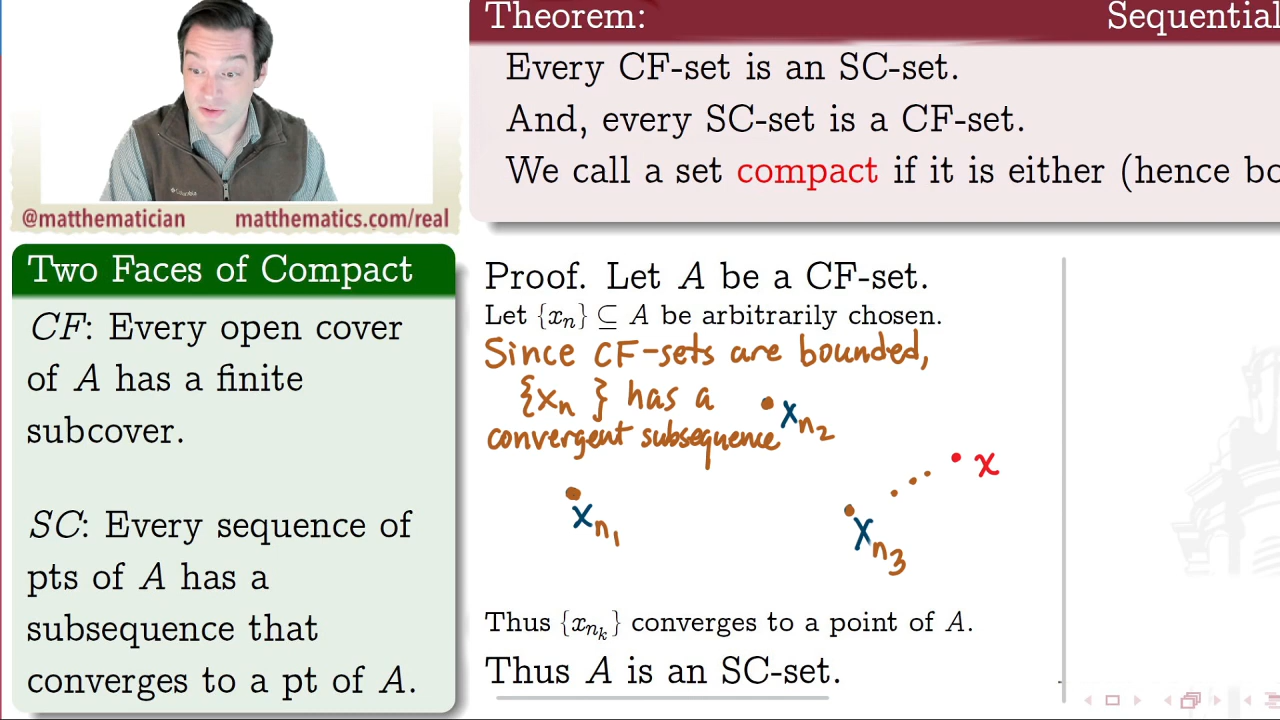 Theorem:
Sequential
Every CF-set is an SC-set.
And, every SC-set is a CF-set.
We call a set compact if it is either (hence bo
@matthematician matthematics.com/real
Two Faces of Compact
CF: Every open cover
of A has a finite
subcover.
SC: Every sequence of
pts of A has a
subsequence that
converges to a pt of A.
Proof. Let A be a CF-set.
Let {xₙ} ⊆ A be arbitrarily chosen.
Since CF-sets are bounded,
{xₙ} has a
convergent subsequence
x_{n_2}
x
x_{n_1}
x_{n_3}
Thus {x_{n_k}} converges to a point of A.
Thus A is an SC-set.